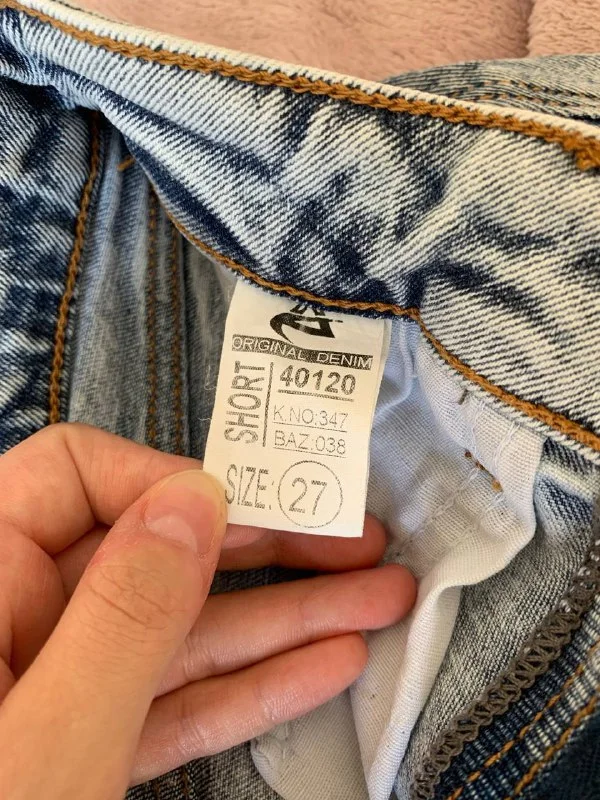 ORIGINAL DENIM
SHORT
40120
K.NO:347
BAZ:038
SIZE: 27